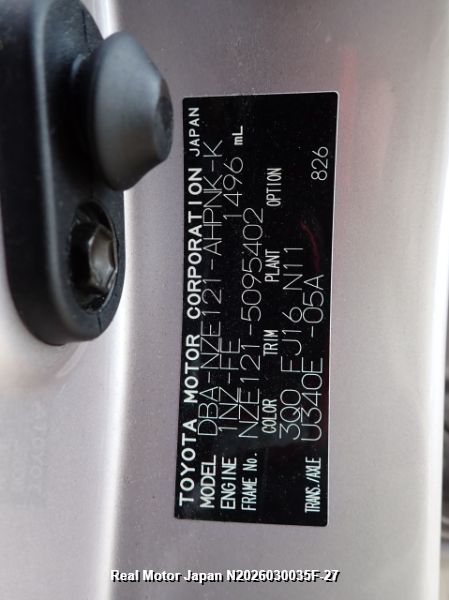 TOYOTA MOTOR CORPORATION JAPAN
MODEL DBA-NZE121-AHPNK-K
ENGINE 1NZ-FE 1496 mL
FRAME No. NZE121-5095402
COLOR TRIM PLANT OPTION
3Q0 FJ16 N11
TRANS./AXLE U340E -05A
826
Real Motor Japan N2026030035F-27